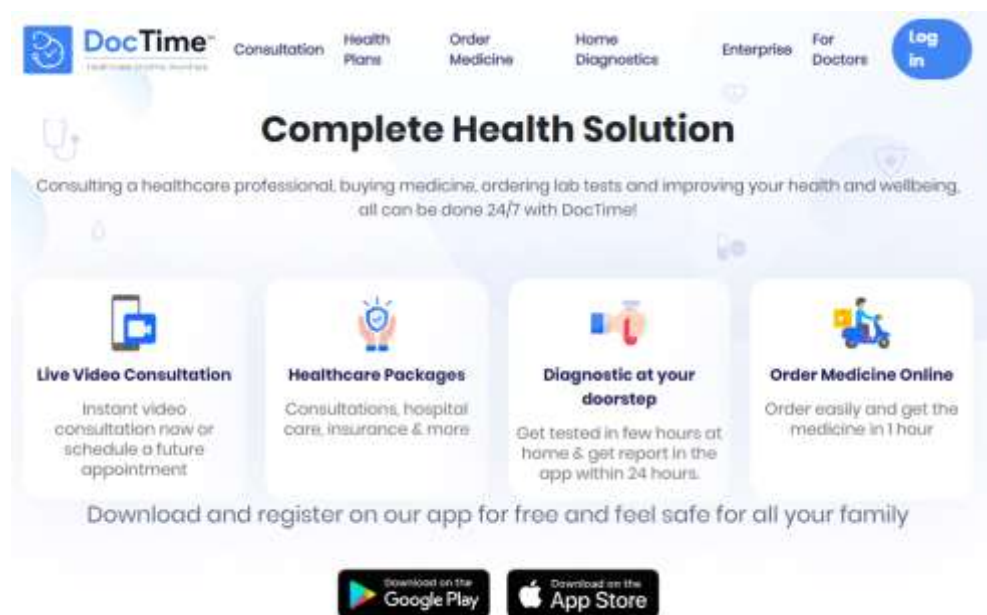 DocTime
Consultation
Health
Plans
Order
Medicine
Home
Diagnostics
Enterprise
For
Doctors
Log
in
Complete Health Solution
Consulting a healthcare professional, buying medicine, ordering lab tests and improving your health and wellbeing,
all can be done 24/7 with DocTime!
Live Video Consultation
Instant video
consultation now or
schedule a future
appointment
Healthcare Packages
Consultations, hospital
care, insurance & more
Diagnostic at your
doorstep
Get tested in few hours at
home & get report in the
app within 24 hours.
Order Medicine Online
Order easily and get the
medicine in 1 hour
Download and register on our app for free and feel safe for all your family
Download on the
Google Play
Download on the
App Store